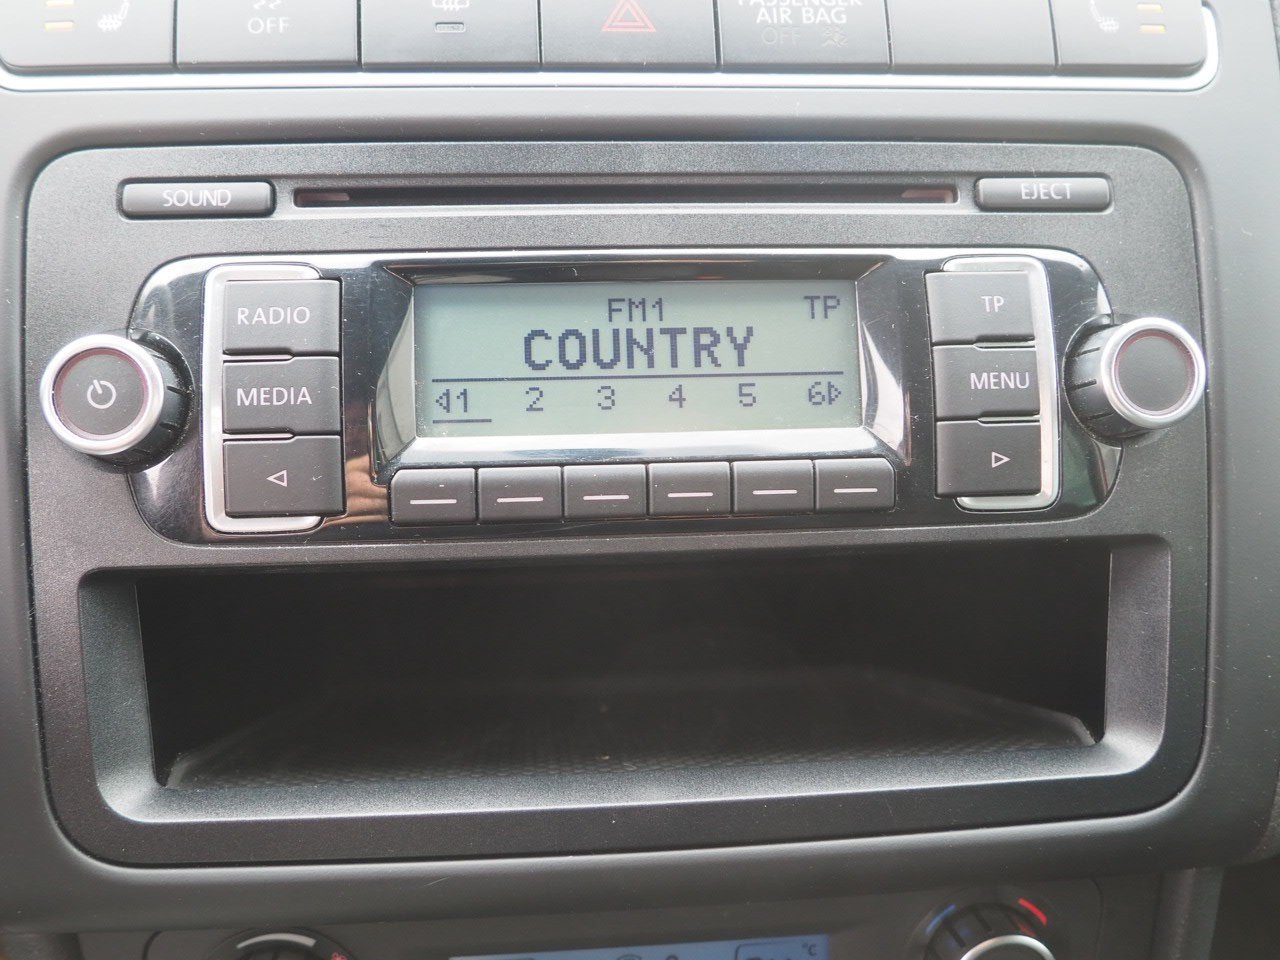 OFF
PASSENGER
AIR BAG
OFF
SOUND
EJECT
RADIO
MEDIA
FM1
TP
COUNTRY
1 2 3 4 5 6
TP
MENU
°C